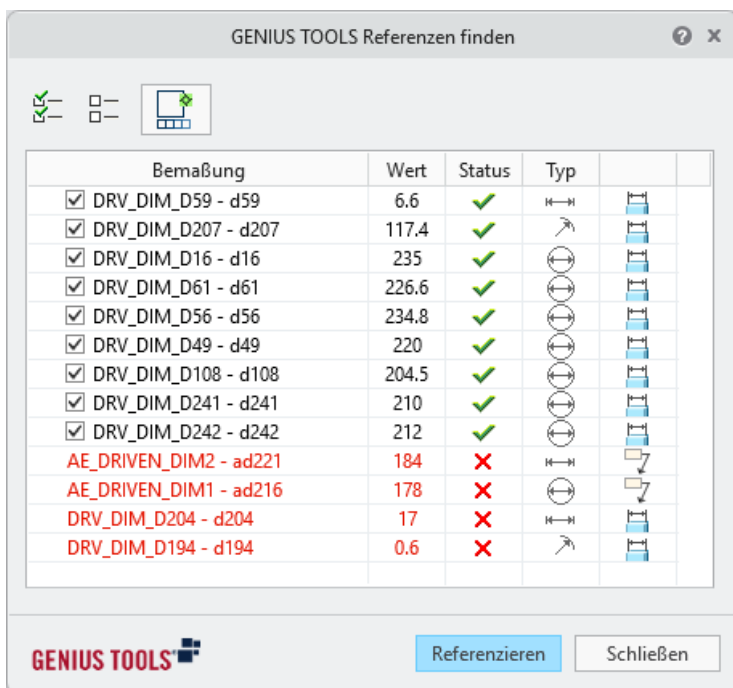 GENIUS TOOLS Referenzen finden
Bemaßung Wert Status Typ
DRV_DIM_D59 - d59 6.6
DRV_DIM_D207 - d207 117.4
DRV_DIM_D16 - d16 235
DRV_DIM_D61 - d61 226.6
DRV_DIM_D56 - d56 234.8
DRV_DIM_D49 - d49 220
DRV_DIM_D108 - d108 204.5
DRV_DIM_D241 - d241 210
DRV_DIM_D242 - d242 212
AE_DRIVEN_DIM2 - ad221 184
AE_DRIVEN_DIM1 - ad216 178
DRV_DIM_D204 - d204 17
DRV_DIM_D194 - d194 0.6
GENIUS TOOLS Referenzieren Schließen